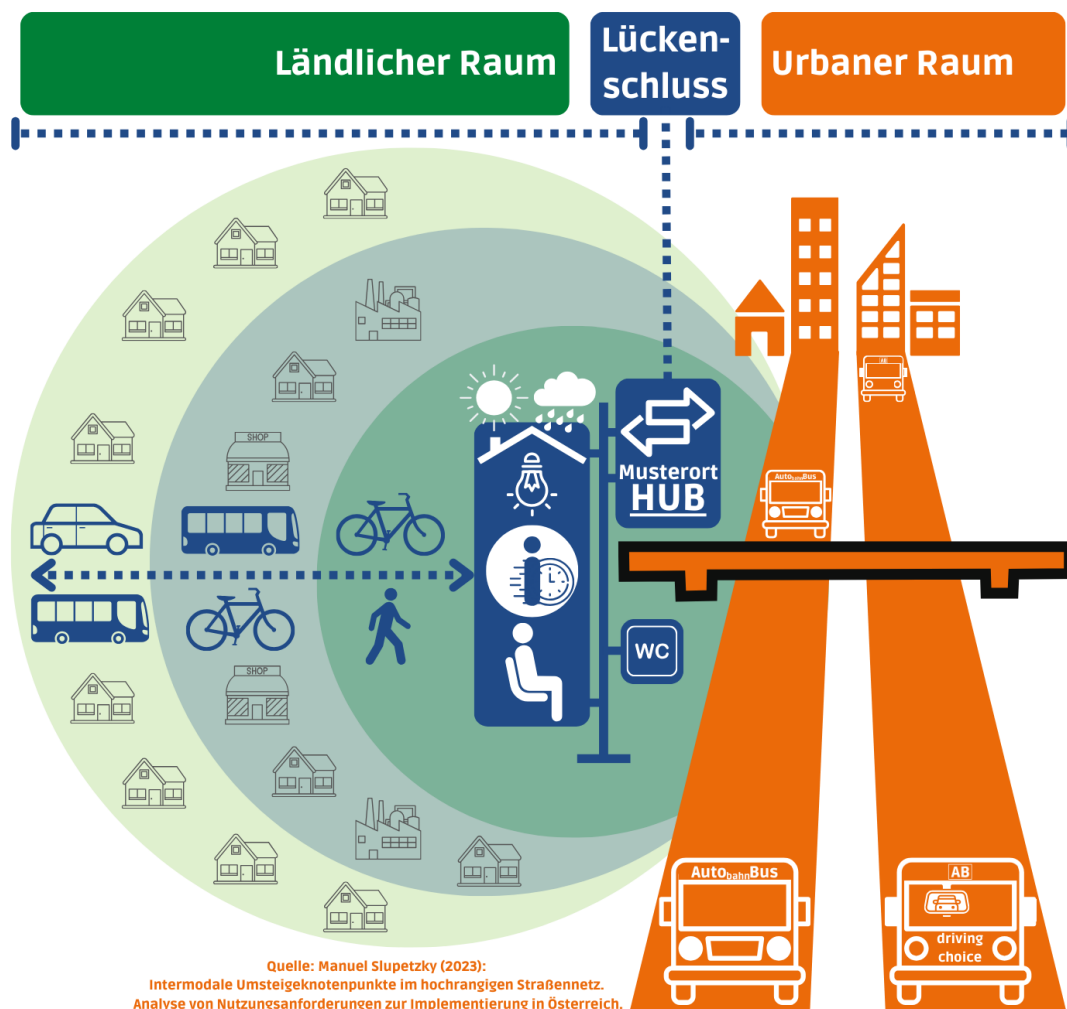 Ländlicher Raum
Lücken-
schluss
Urbaner Raum
AB
Musterort
HUB
SHOP
AutobahnBus
WC
SHOP
AutobahnBus
AB
driving
choice
Quelle: Manuel Slupetzky (2023):
Intermodale Umsteigeknotenpunkte im hochrangigen Straßennetz.
Analyse von Nutzungsanforderungen zur Implementierung in Österreich.